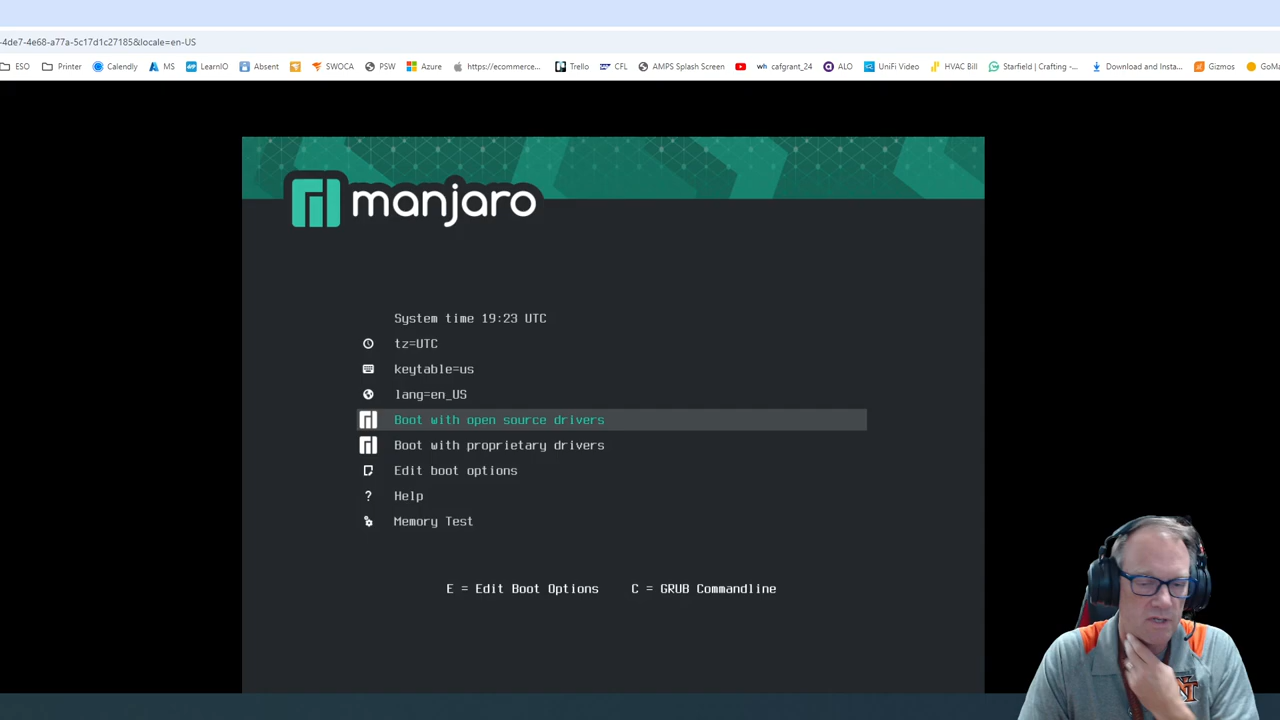 -4de7-4e68-a77a-5c17d1c27185&locale=en-US
ESO Printer Calendly MS LearnIO Absent SWOCA PSW Azure https://ecommerce... Trello CFL AMPS Splash Screen wh cafgrant_24 ALO UniFi Video HVAC Bill Starfield | Crafting -... Download and Insta... Gizmos GoMa
manjaro
System time 19:23 UTC
tz=UTC
keytable=us
lang=en_US
Boot with open source drivers
Boot with proprietary drivers
Edit boot options
? Help
Memory Test
E = Edit Boot Options C = GRUB Commandline